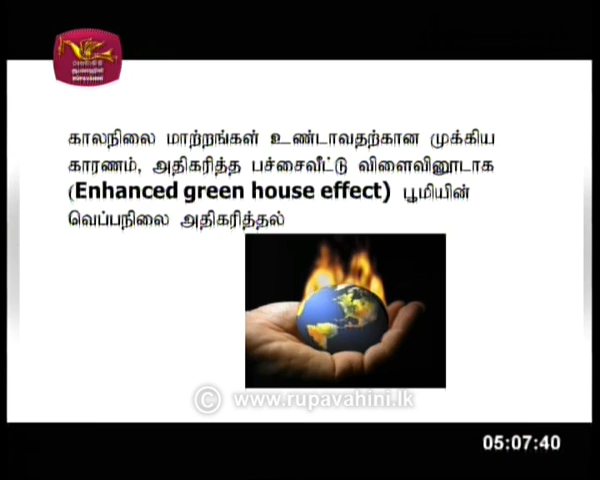 RUPAVAHINI
காலநிலை மாற்றங்கள் உண்டாவதற்கான முக்கிய
காரணம், அதிகரித்த பச்சைவீட்டு விளைவினூடாக
(Enhanced green house effect) பூமியின்
வெப்பநிலை அதிகரித்தல்
© www.rupavahini.lk
05:07:40